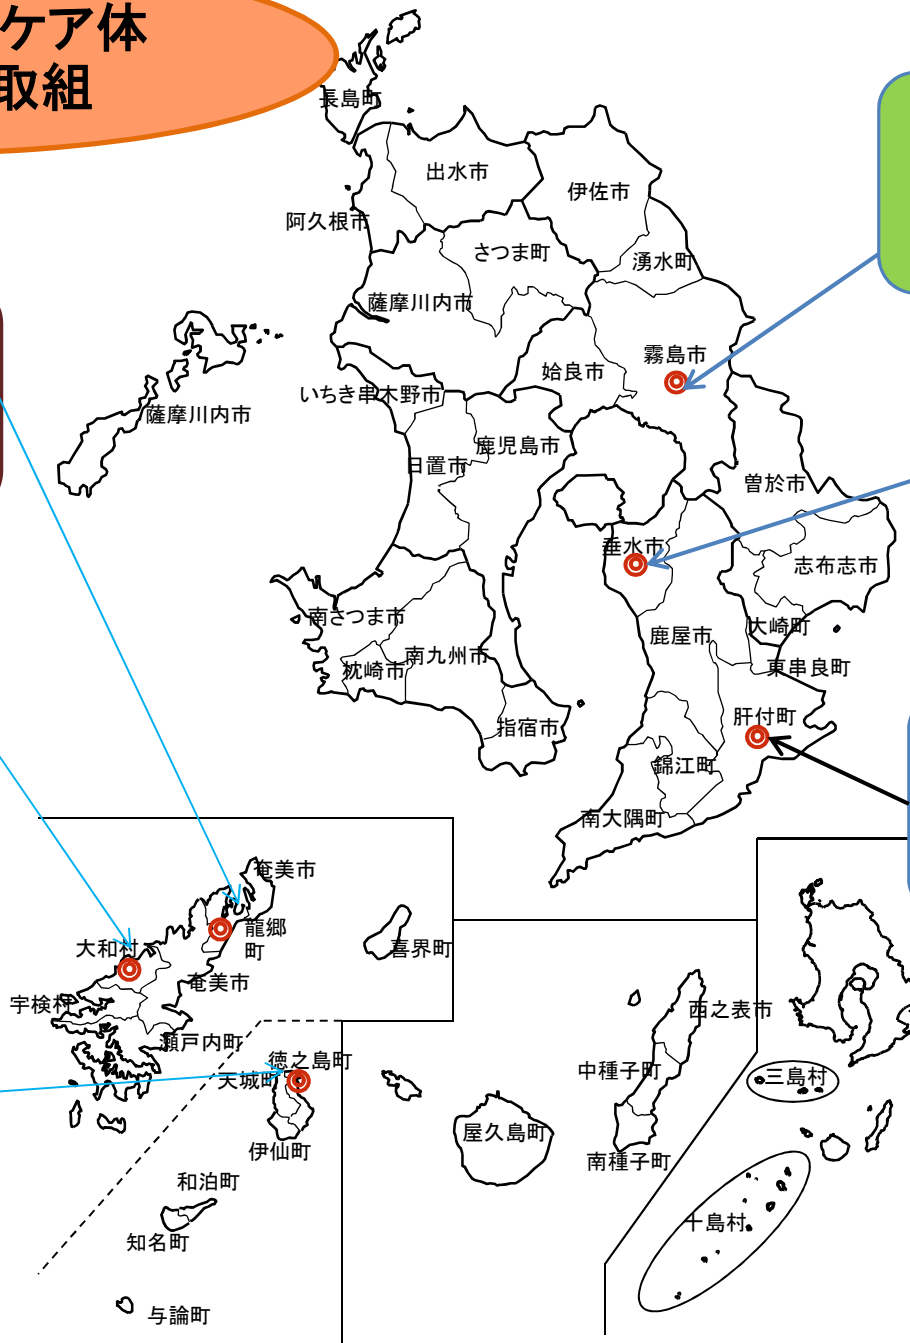 ケア体
取組
長島町
出水市
伊佐市
阿久根市
さつま町
湧水町
薩摩川内市
霧島市
姶良市
いちき串木野市
薩摩川内市
鹿児島市
日置市
曽於市
垂水市
志布志市
南さつま市
大崎町
鹿屋市
南九州市
枕崎市
東串良町
肝付町
指宿市
錦江町
南大隅町
奄美市
龍郷
町
大和村
喜界町
奄美市
宇検村
西之表市
瀬戸内町
徳之島町
天城町
中種子町
三島村
屋久島町
伊仙町
南種子町
和泊町
十島村
知名町
与論町